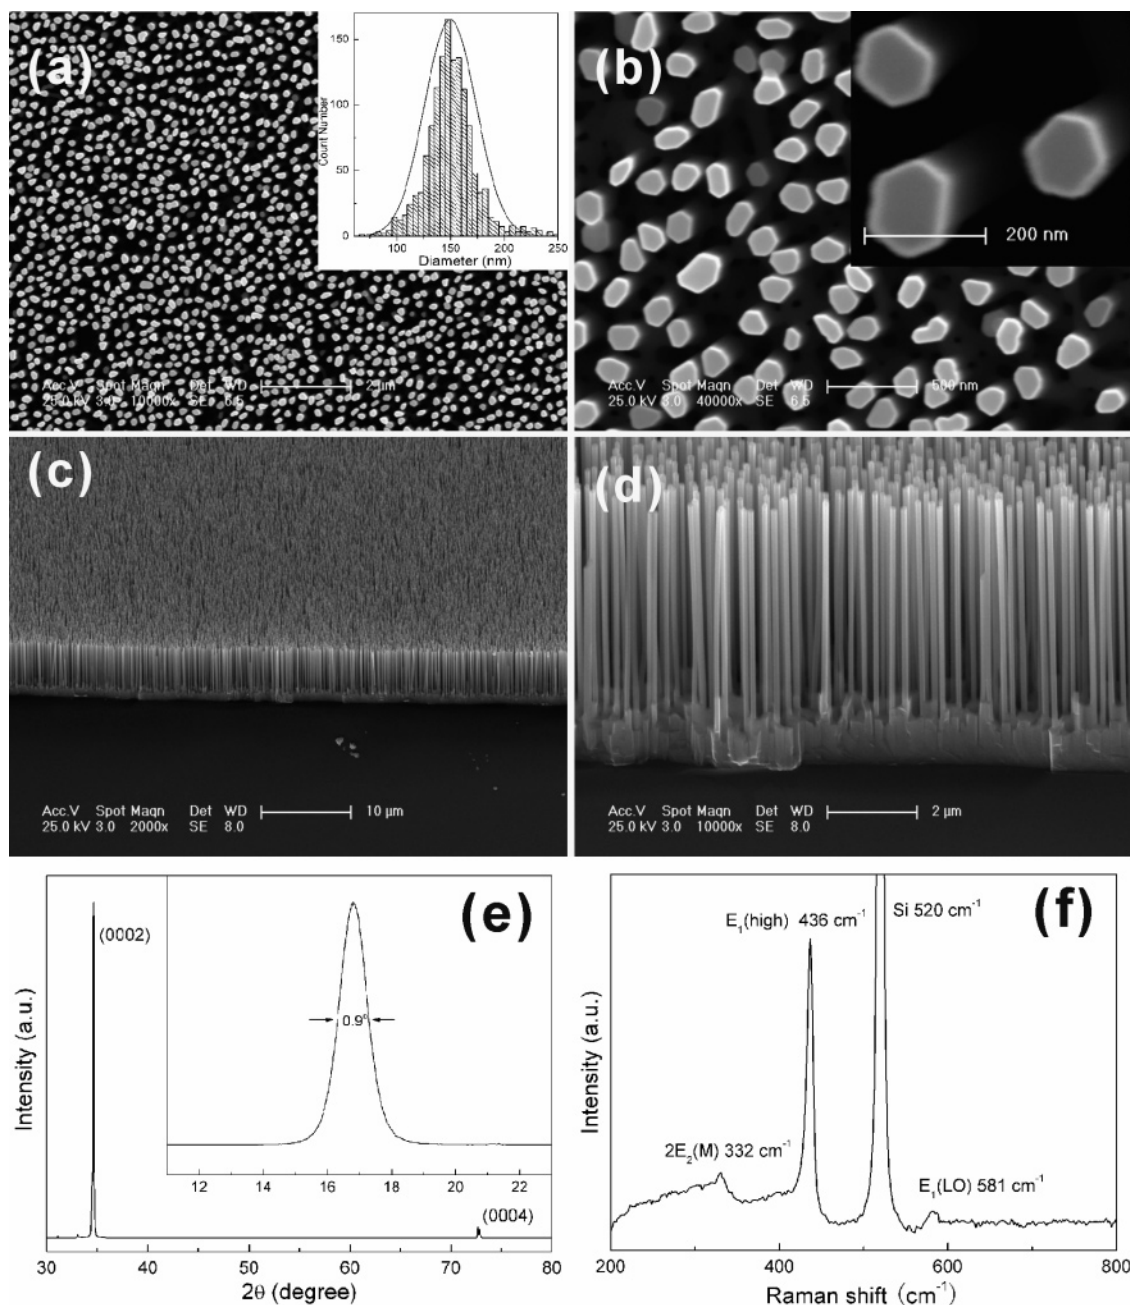 (a)
150
100
50
0
Count Number
100 150 200 250
Diameter (nm)
Acc.V Spot Magn Det WD 2 µm
25.0 kV 3.0 10000x SE 6.5
(b)
200 nm
Acc.V Spot Magn Det WD 500 nm
25.0 kV 3.0 40000x SE 6.5
(c)
Acc.V Spot Magn Det WD 10 µm
25.0 kV 3.0 2000x SE 8.0
(d)
Acc.V Spot Magn Det WD 2 µm
25.0 kV 3.0 10000x SE 8.0
(e)
(0002)
0.9°
12 14 16 18 20 22
(0004)
Intensity (a.u.)
30 40 50 60 70 80
2θ (degree)
(f)
Si 520 cm⁻¹
E₁(high) 436 cm⁻¹
2E₂(M) 332 cm⁻¹
E₁(LO) 581 cm⁻¹
Intensity (a.u.)
200 400 600 800
Raman shift (cm⁻¹)